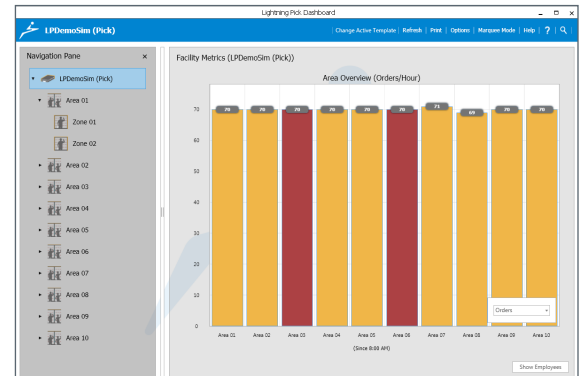 Lightning Pick Dashboard
LPDemoSim (Pick)
| Change Active Template | Refresh | Print | Options | Marquee Mode | Help | ? |
Navigation Pane x
LPDemoSim (Pick)
Area 01
Zone 01
Zone 02
Area 02
Area 03
Area 04
Area 05
Area 06
Area 07
Area 08
Area 09
Area 10
Facility Metrics (LPDemoSim (Pick))
Area Overview (Orders/Hour)
70 70 70 70 70 70 71 69 70 70
70
60
50
40
30
20
10
0
Orders
Area 01 Area 02 Area 03 Area 04 Area 05 Area 06 Area 07 Area 08 Area 09 Area 10
(Since 8:00 AM)
Show Employees